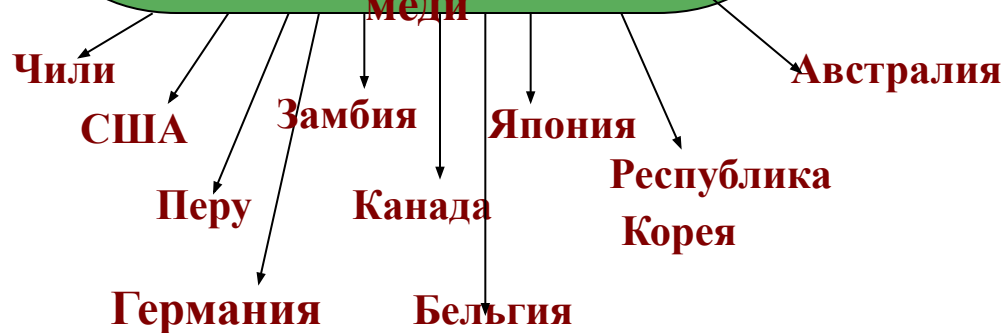 меди
Чили
Австралия
США
Замбия
Япония
Республика
Корея
Перу
Канада
Германия
Бельгия